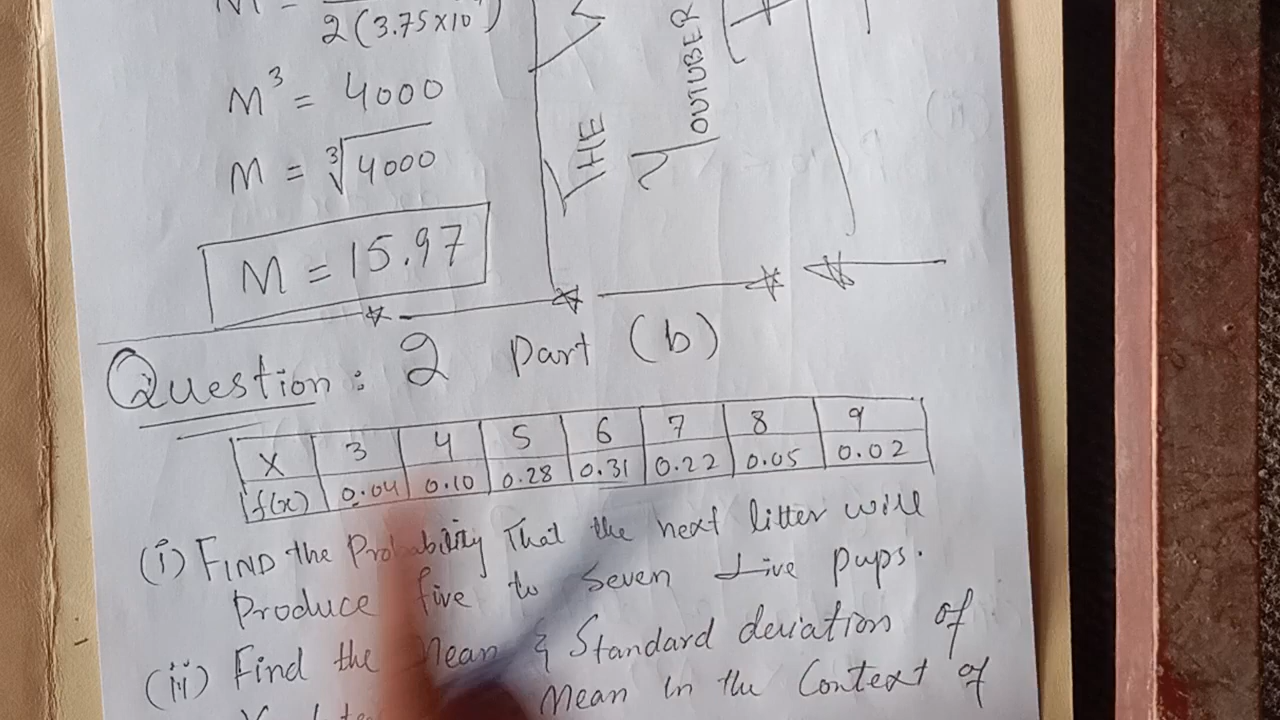 2(3.75×10
M³ = 4000
M = ∛4000
M = 15.97
THE
YOUTUBER
Question: 2 Part (b)
X 3 4 5 6 7 8 9
f(x) 0.04 0.10 0.28 0.31 0.22 0.05 0.02
(i) FIND the Probability That the next litter will
Produce five to Seven Live pups.
(ii) Find the Mean & Standard deviation of
Mean in the Context of